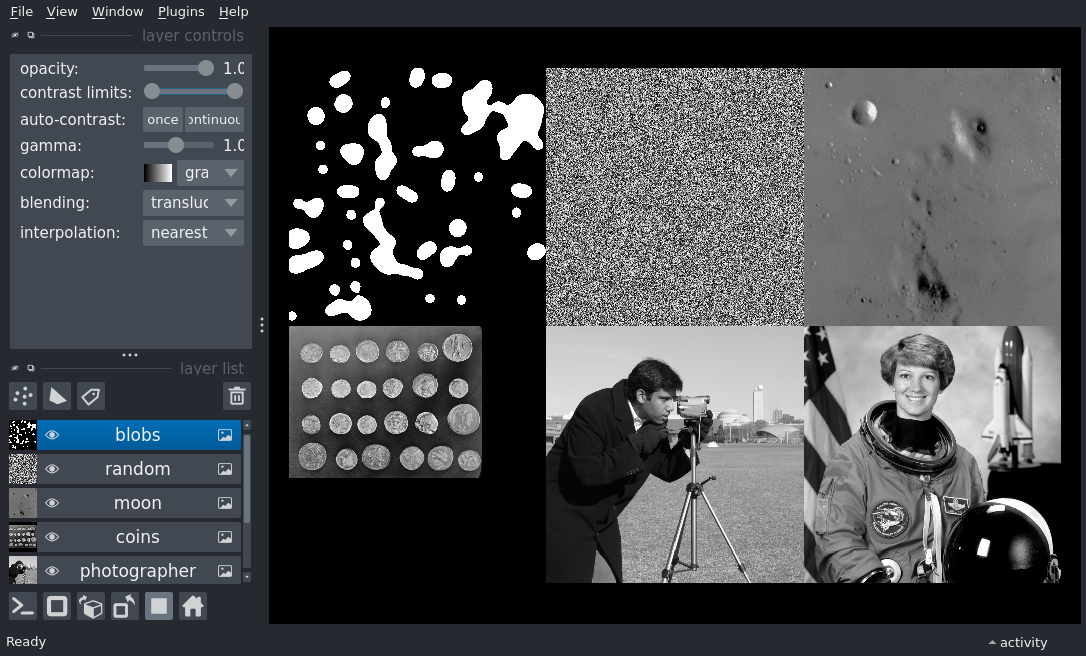 File View Window Plugins Help
layer controls
opacity: 1.0
contrast limits:
auto-contrast: once ontinuou
gamma: 1.0
colormap: gra
blending: transluc
interpolation: nearest
layer list
blobs
random
moon
coins
photographer
Ready
activity